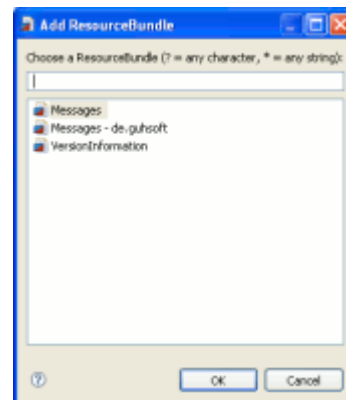 Add ResourceBundle
Choose a ResourceBundle (? = any character, * = any string):
Messages
Messages - de.guhsoft
VersionInformation
OK
Cancel